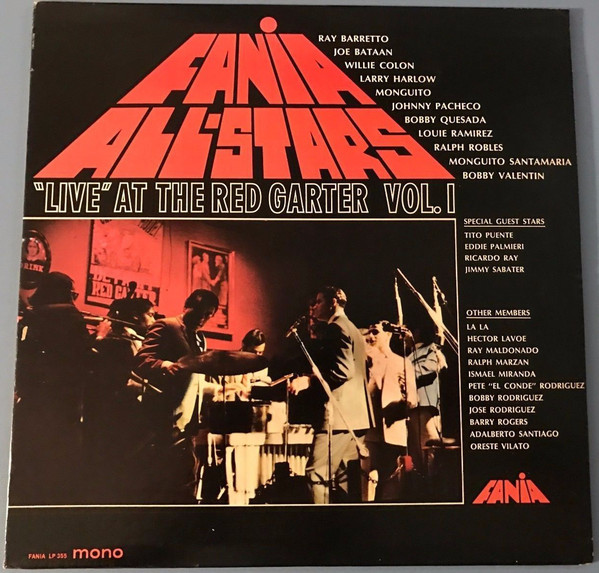 FANIA
ALL-STARS
"LIVE" AT THE RED GARTER VOL. I
RAY BARRETTO
JOE BATAAN
WILLIE COLON
LARRY HARLOW
MONGUITO
JOHNNY PACHECO
BOBBY QUESADA
LOUIE RAMIREZ
RALPH ROBLES
MONGUITO SANTAMARIA
BOBBY VALENTIN
SPECIAL GUEST STARS
TITO PUENTE
EDDIE PALMIERI
RICARDO RAY
JIMMY SABATER
OTHER MEMBERS
LA LA
HECTOR LAVOE
RAY MALDONADO
RALPH MARZAN
ISMAEL MIRANDA
PETE "EL CONDE" RODRIGUEZ
BOBBY RODRIGUEZ
JOSE RODRIGUEZ
BARRY ROGERS
ADALBERTO SANTIAGO
ORESTE VILATO
RED GARTER
FANIA
FANIA LP 355 mono